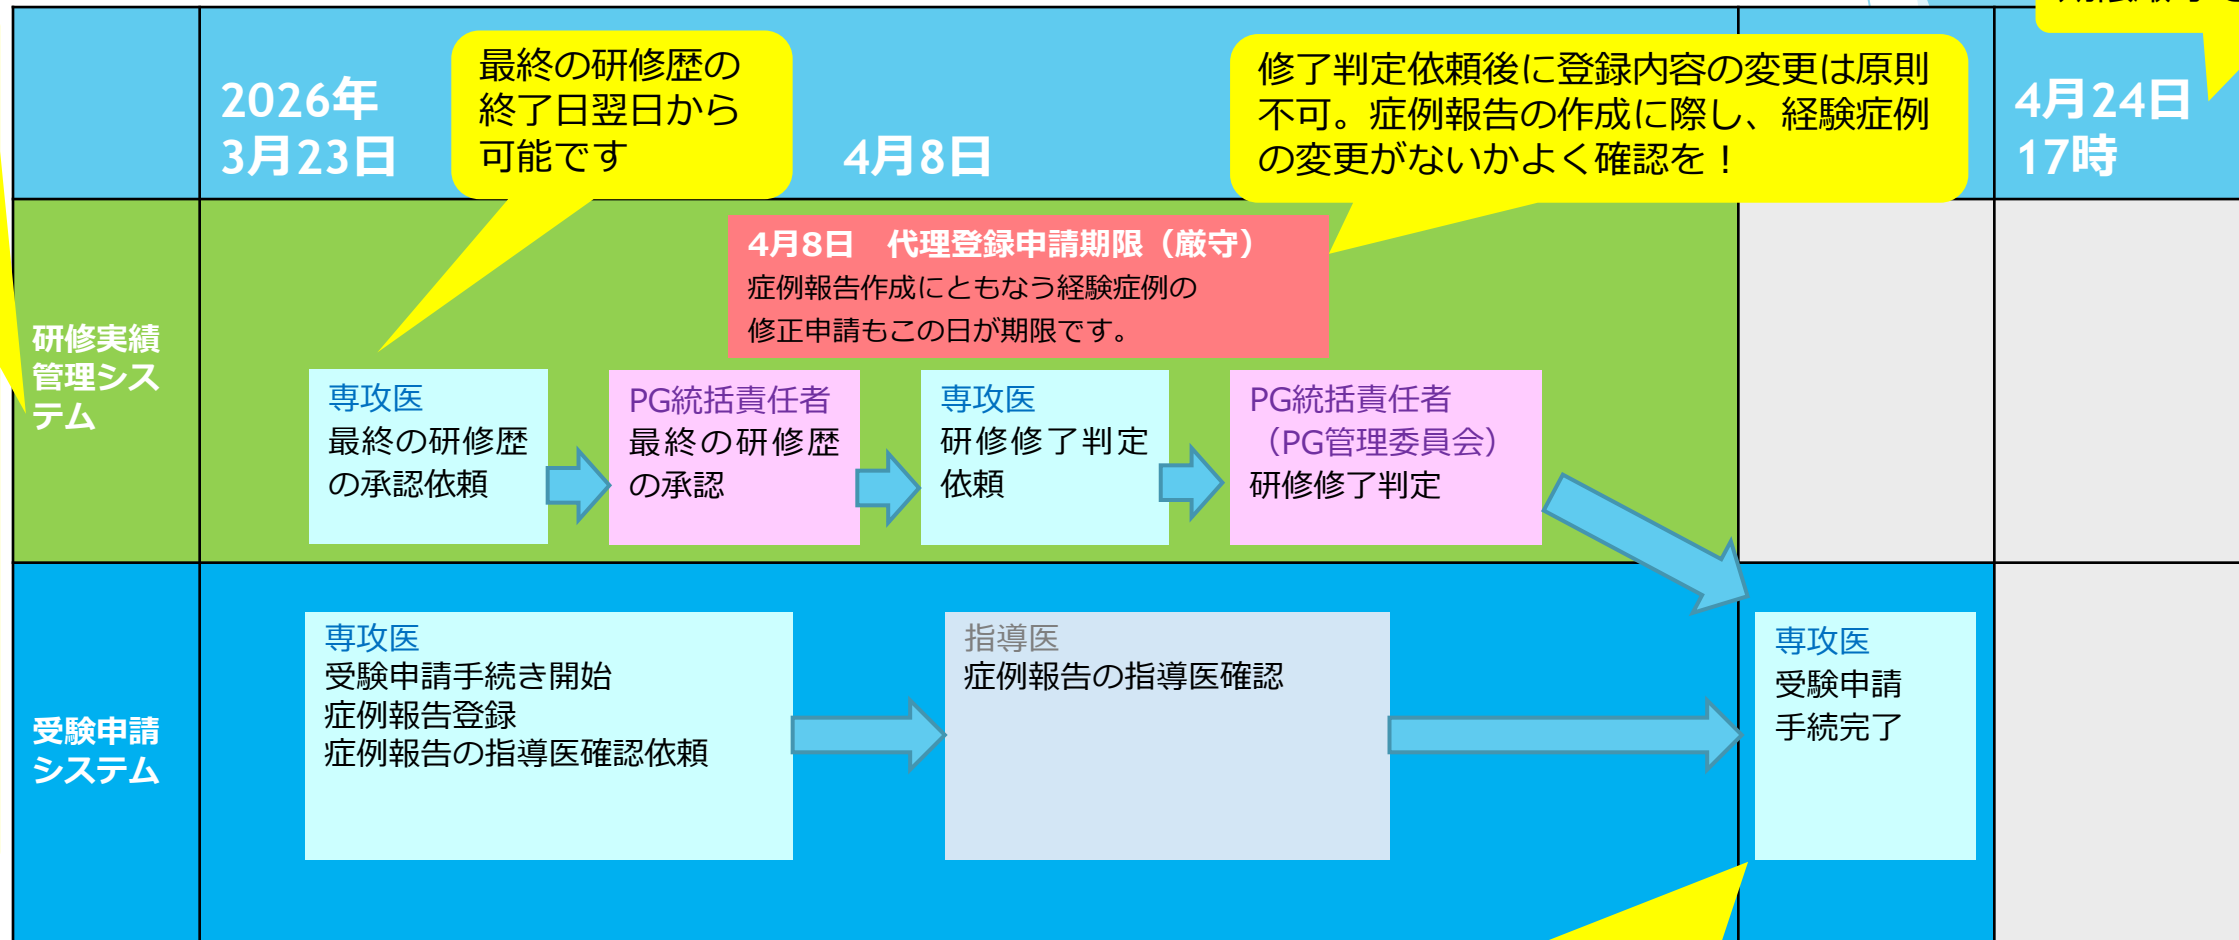 2026年
3月23日
最終の研修歴の
終了日翌日から
可能です
4月8日
修了判定依頼後に登録内容の変更は原則
不可。症例報告の作成に際し、経験症例
の変更がないかよく確認を！
4月24日
17時
研修実績
管理シス
テム
4月8日　代理登録申請期限（厳守）
症例報告作成にともなう経験症例の
修正申請もこの日が期限です。
専攻医
最終の研修歴
の承認依頼
PG統括責任者
最終の研修歴
の承認
専攻医
研修修了判定
依頼
PG統括責任者
（PG管理委員会）
研修修了判定
受験申請
システム
専攻医
受験申請手続き開始
症例報告登録
症例報告の指導医確認依頼
指導医
症例報告の指導医確認
専攻医
受験申請
手続完了